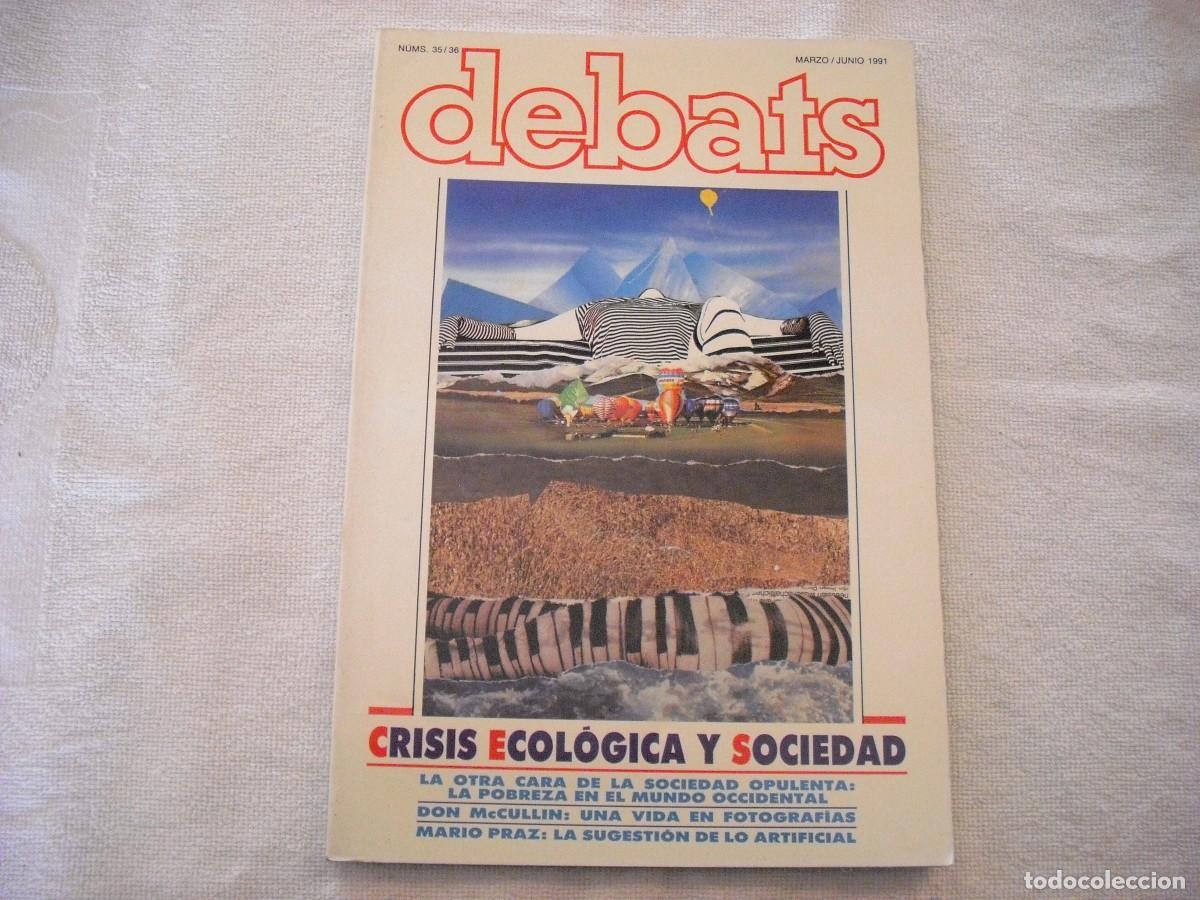 NÚMS. 35/36
MARZO / JUNIO 1991
debats
CRISIS ECOLÓGICA Y SOCIEDAD
LA OTRA CARA DE LA SOCIEDAD OPULENTA:
LA POBREZA EN EL MUNDO OCCIDENTAL
DON McCULLIN: UNA VIDA EN FOTOGRAFÍAS
MARIO PRAZ: LA SUGESTIÓN DE LO ARTIFICIAL
todocoleccion